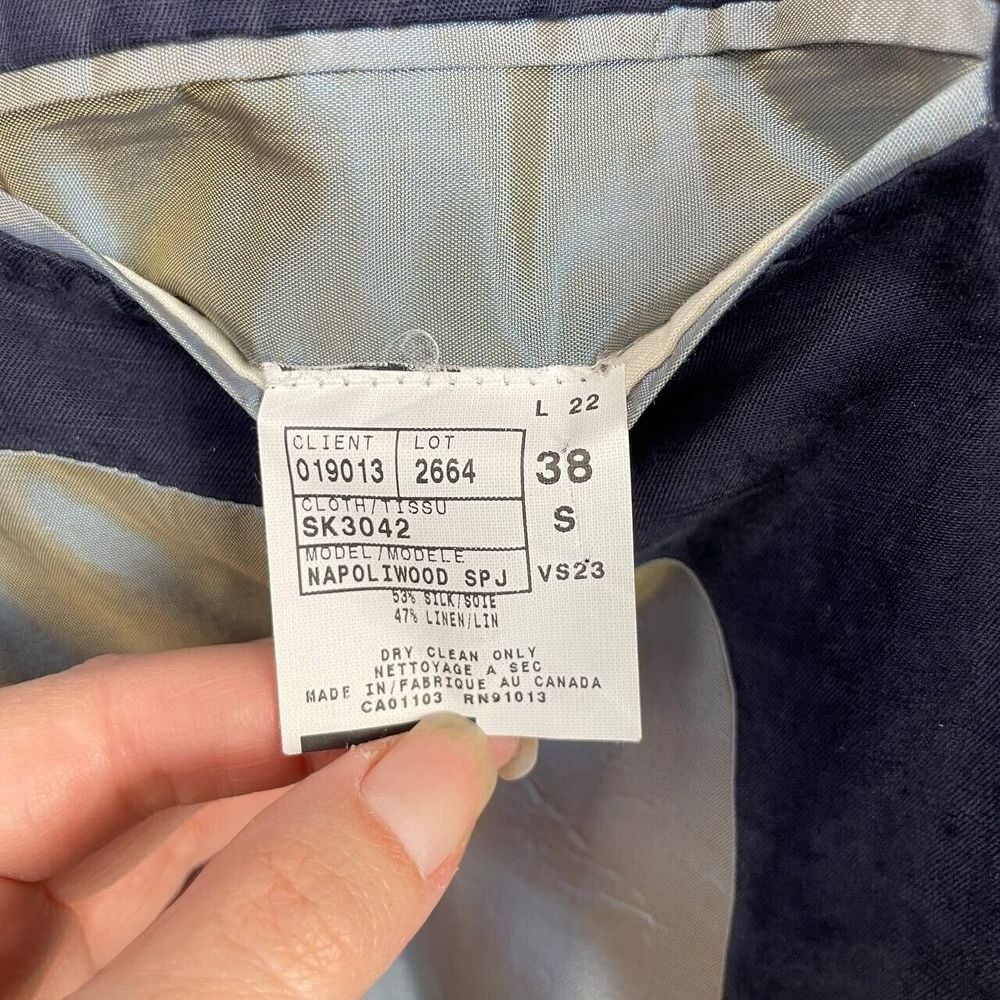 L 22
CLIENT LOT
019013 2664 38
CLOTH/TISSU
SK3042 S
MODEL/MODELE
NAPOLIWOOD SPJ VS23
53% SILK/SOIE
47% LINEN/LIN
DRY CLEAN ONLY
NETTOYAGE A SEC
MADE IN/FABRIQUE AU CANADA
CA01103 RN91013